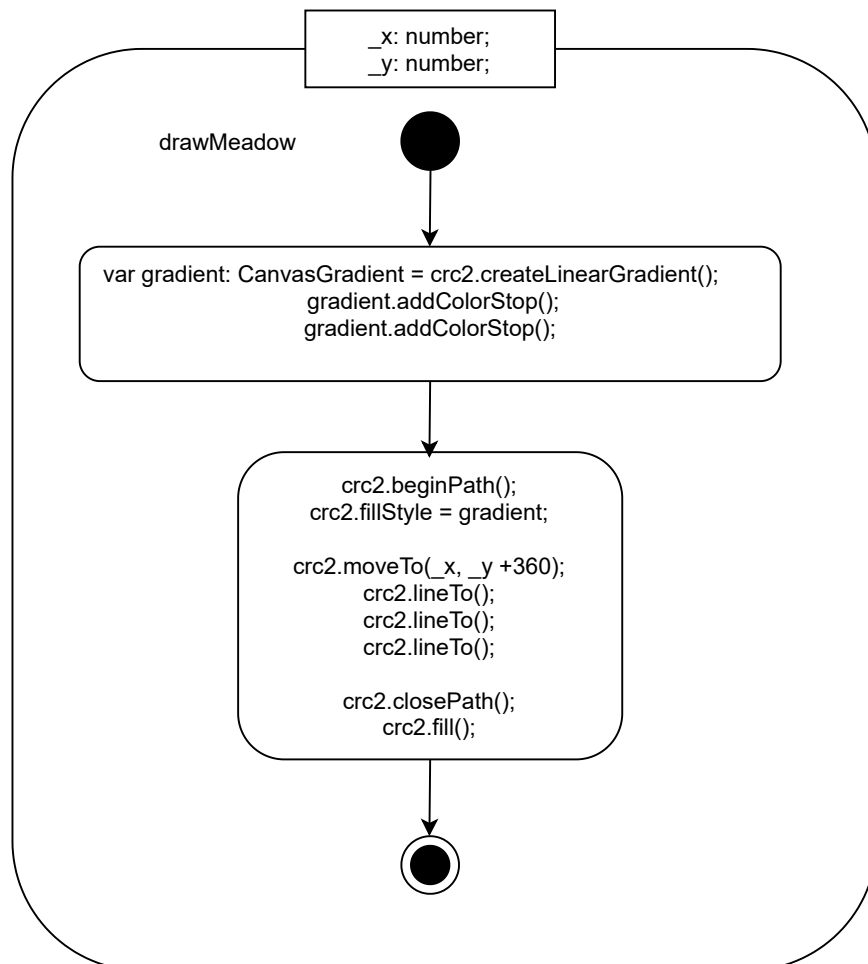 _x: number;
_y: number;
drawMeadow
var gradient: CanvasGradient = crc2.createLinearGradient();
gradient.addColorStop();
gradient.addColorStop();
crc2.beginPath();
crc2.fillStyle = gradient;
crc2.moveTo(_x, _y +360);
crc2.lineTo();
crc2.lineTo();
crc2.lineTo();
crc2.closePath();
crc2.fill();